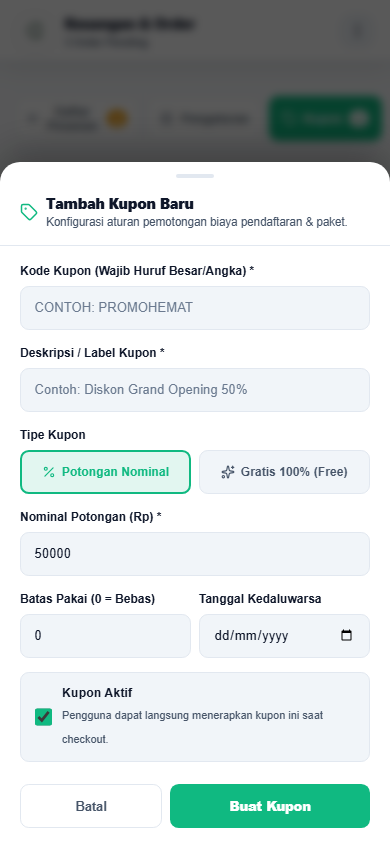 Tambah Kupon Baru
Konfigurasi aturan pemotongan biaya pendaftaran & paket.
Kode Kupon (Wajib Huruf Besar/Angka) *
CONTOH: PROMOHEMAT
Deskripsi / Label Kupon *
Contoh: Diskon Grand Opening 50%
Tipe Kupon
Potongan Nominal
Gratis 100% (Free)
Nominal Potongan (Rp) *
50000
Batas Pakai (0 = Bebas)
Tanggal Kedaluwarsa
0
dd/mm/yyyy
Kupon Aktif
Pengguna dapat langsung menerapkan kupon ini saat
checkout.
Batal
Buat Kupon